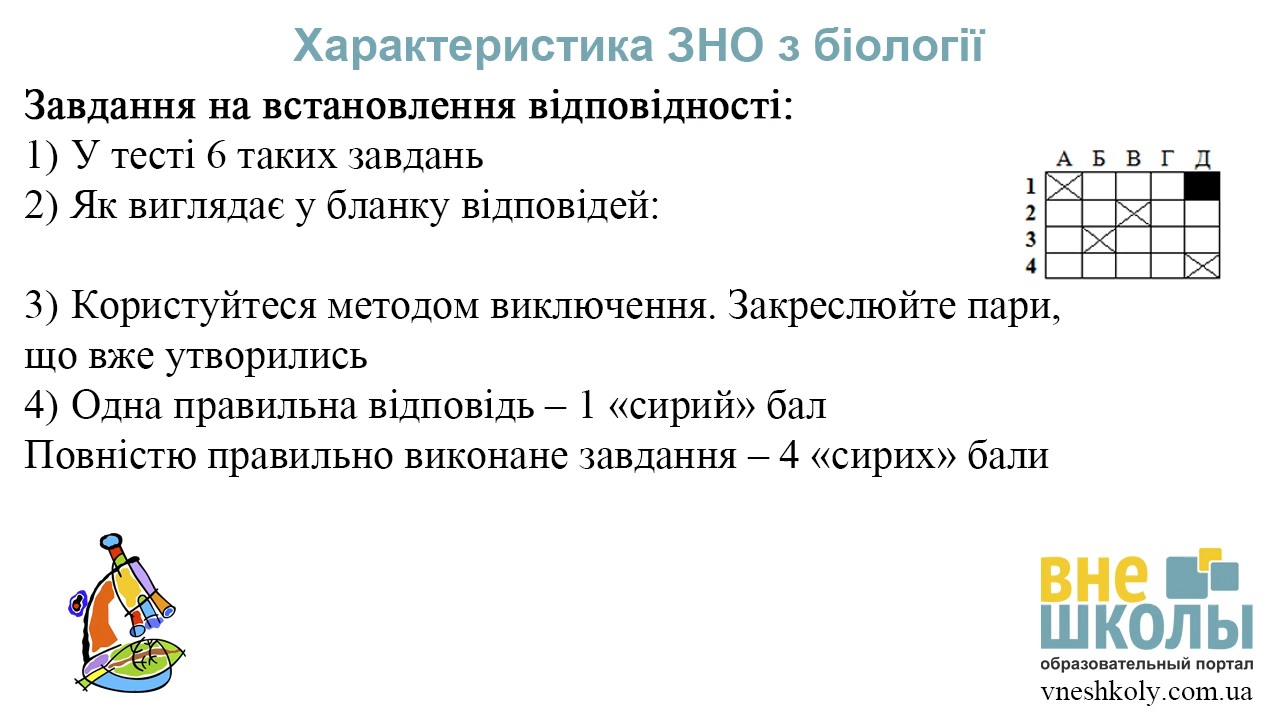 Характеристика ЗНО з біології
Завдання на встановлення відповідності:
1) У тесті 6 таких завдань
2) Як виглядає у бланку відповідей:
А Б В Г Д
1
2
3
4
3) Користуйтеся методом виключення. Закреслюйте пари,
що вже утворились
4) Одна правильна відповідь – 1 «сирий» бал
Повністю правильно виконане завдання – 4 «сирих» бали
вне
школы
образовательный портал
vneshkoly.com.ua